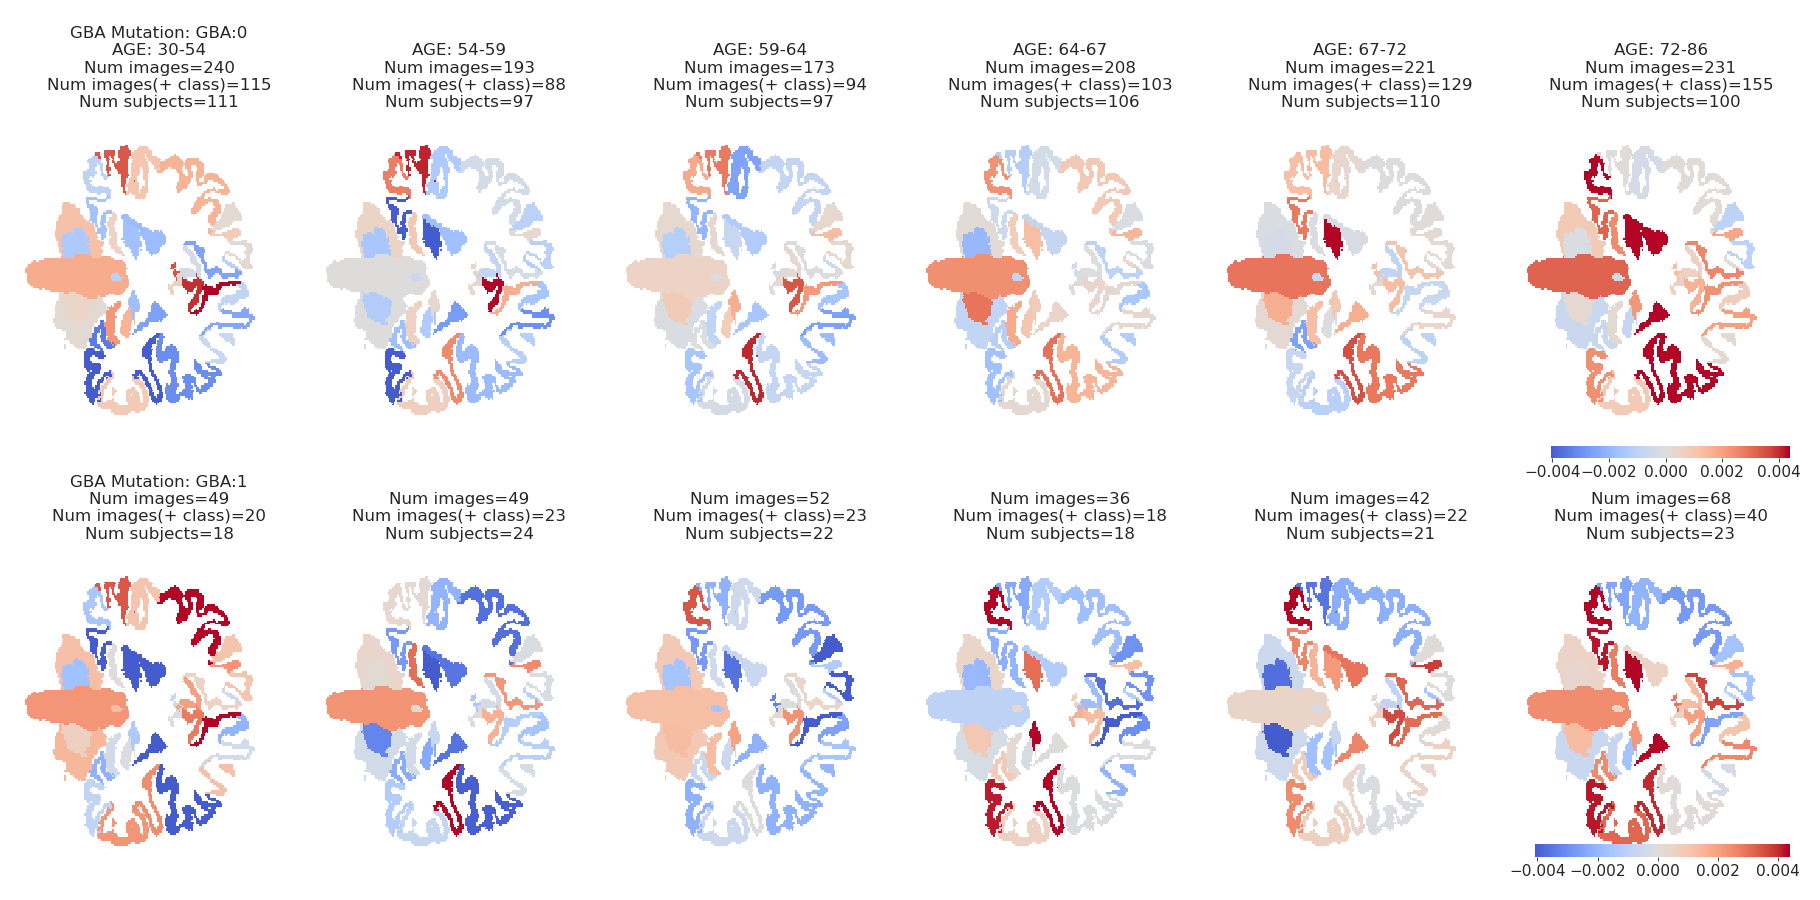 GBA Mutation: GBA:0
AGE: 30-54
Num images=240
Num images(+ class)=115
Num subjects=111
AGE: 54-59
Num images=193
Num images(+ class)=88
Num subjects=97
AGE: 59-64
Num images=173
Num images(+ class)=94
Num subjects=97
AGE: 64-67
Num images=208
Num images(+ class)=103
Num subjects=106
AGE: 67-72
Num images=221
Num images(+ class)=129
Num subjects=110
AGE: 72-86
Num images=231
Num images(+ class)=155
Num subjects=100
−0.004 −0.002 0.000 0.002 0.004
GBA Mutation: GBA:1
Num images=49
Num images(+ class)=20
Num subjects=18
Num images=49
Num images(+ class)=23
Num subjects=24
Num images=52
Num images(+ class)=23
Num subjects=22
Num images=36
Num images(+ class)=18
Num subjects=18
Num images=42
Num images(+ class)=22
Num subjects=21
Num images=68
Num images(+ class)=40
Num subjects=23
−0.004 −0.002 0.000 0.002 0.004